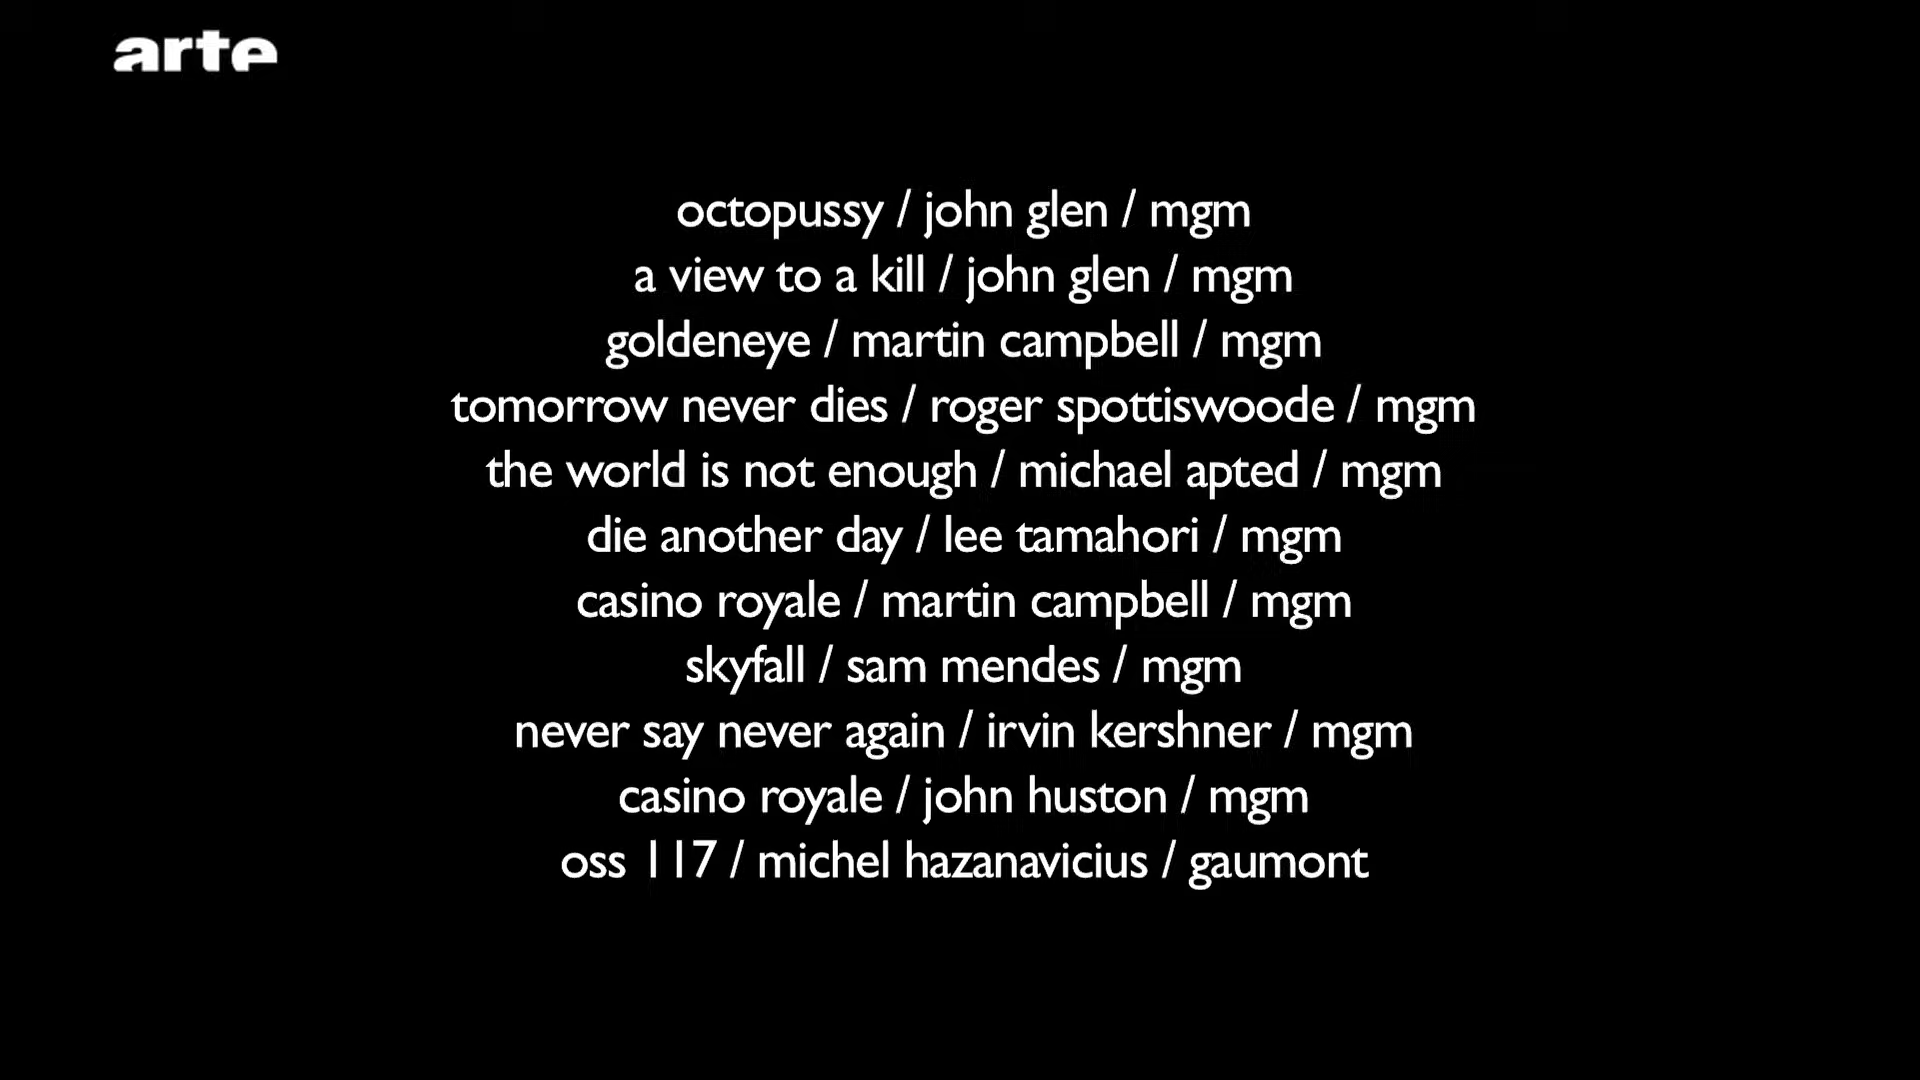 arte
octopussy / john glen / mgm
a view to a kill / john glen / mgm
goldeneye / martin campbell / mgm
tomorrow never dies / roger spottiswoode / mgm
the world is not enough / michael apted / mgm
die another day / lee tamahori / mgm
casino royale / martin campbell / mgm
skyfall / sam mendes / mgm
never say never again / irvin kershner / mgm
casino royale / john huston / mgm
oss 117 / michel hazanavicius / gaumont